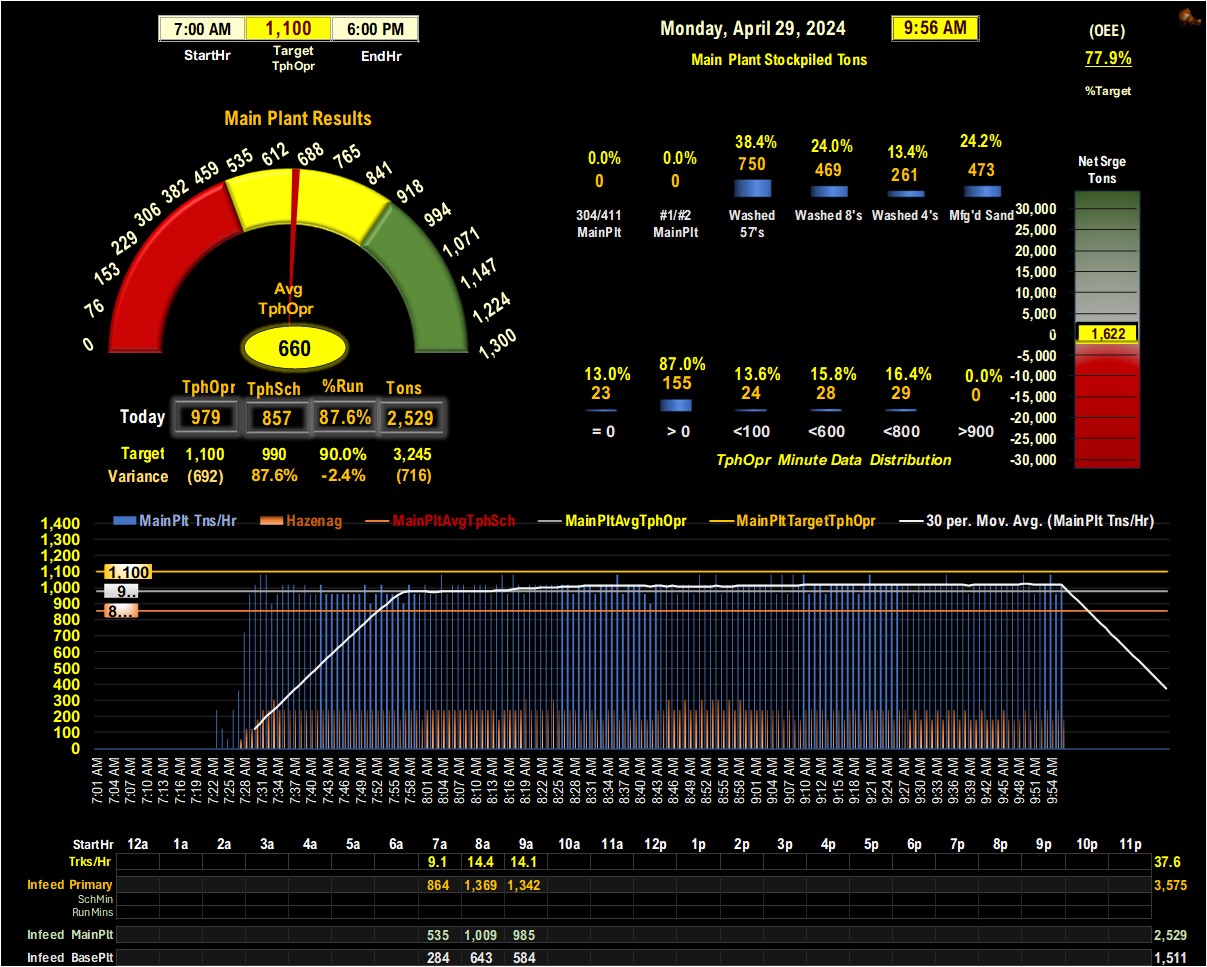 7:00 AM 1,100 6:00 PM
StartHr Target TphOpr EndHr
Monday, April 29, 2024 9:56 AM
Main Plant Stockpiled Tons
(OEE)
77.9%
%Target
Main Plant Results
0 76 153 229 306 382 459 535 612 688 765 841 918 994 1,071 1,147 1,224 1,300
Avg
TphOpr
660
TphOpr TphSch %Run Tons
Today 979 857 87.6% 2,529
Target 1,100 990 90.0% 3,245
Variance (692) 87.6% -2.4% (716)
0.0% 0.0% 38.4% 24.0% 13.4% 24.2%
0 0 750 469 261 473
304/411 #1/#2 Washed Washed 8's Washed 4's Mfg'd Sand
MainPlt MainPlt 57's
13.0% 87.0% 13.6% 15.8% 16.4% 0.0%
23 155 24 28 29 0
= 0 > 0 <100 <600 <800 >900
TphOpr Minute Data Distribution
Net Srge
Tons
30,000
25,000
20,000
15,000
10,000
5,000
0
1,622
-5,000
-10,000
-15,000
-20,000
-25,000
-30,000
MainPlt Tns/Hr Hazenag MainPltAvgTphSch MainPltAvgTphOpr MainPltTargetTphOpr 30 per. Mov. Avg. (MainPlt Tns/Hr)
1,400
1,300
1,200
1,100
1,000
900
800
700
600
500
400
300
200
100
0
1,100
9...
8...
7:01 AM 7:04 AM 7:07 AM 7:10 AM 7:13 AM 7:16 AM 7:19 AM 7:22 AM 7:25 AM 7:28 AM 7:31 AM 7:34 AM 7:37 AM 7:40 AM 7:43 AM 7:46 AM 7:49 AM 7:52 AM 7:55 AM 7:58 AM 8:01 AM 8:04 AM 8:07 AM 8:10 AM 8:13 AM 8:16 AM 8:19 AM 8:22 AM 8:25 AM 8:28 AM 8:31 AM 8:34 AM 8:37 AM 8:40 AM 8:43 AM 8:46 AM 8:49 AM 8:52 AM 8:55 AM 8:58 AM 9:01 AM 9:04 AM 9:07 AM 9:10 AM 9:12 AM 9:15 AM 9:18 AM 9:21 AM 9:24 AM 9:27 AM 9:30 AM 9:33 AM 9:36 AM 9:39 AM 9:42 AM 9:45 AM 9:48 AM 9:51 AM 9:54 AM
StartHr 12a 1a 2a 3a 4a 5a 6a 7a 8a 9a 10a 11a 12p 1p 2p 3p 4p 5p 6p 7p 8p 9p 10p 11p
Trks/Hr 9.1 14.4 14.1 37.6
Infeed Primary 864 1,369 1,342 3,575
SchMin
RunMins
Infeed MainPlt 535 1,009 985 2,529
Infeed BasePlt 284 643 584 1,511